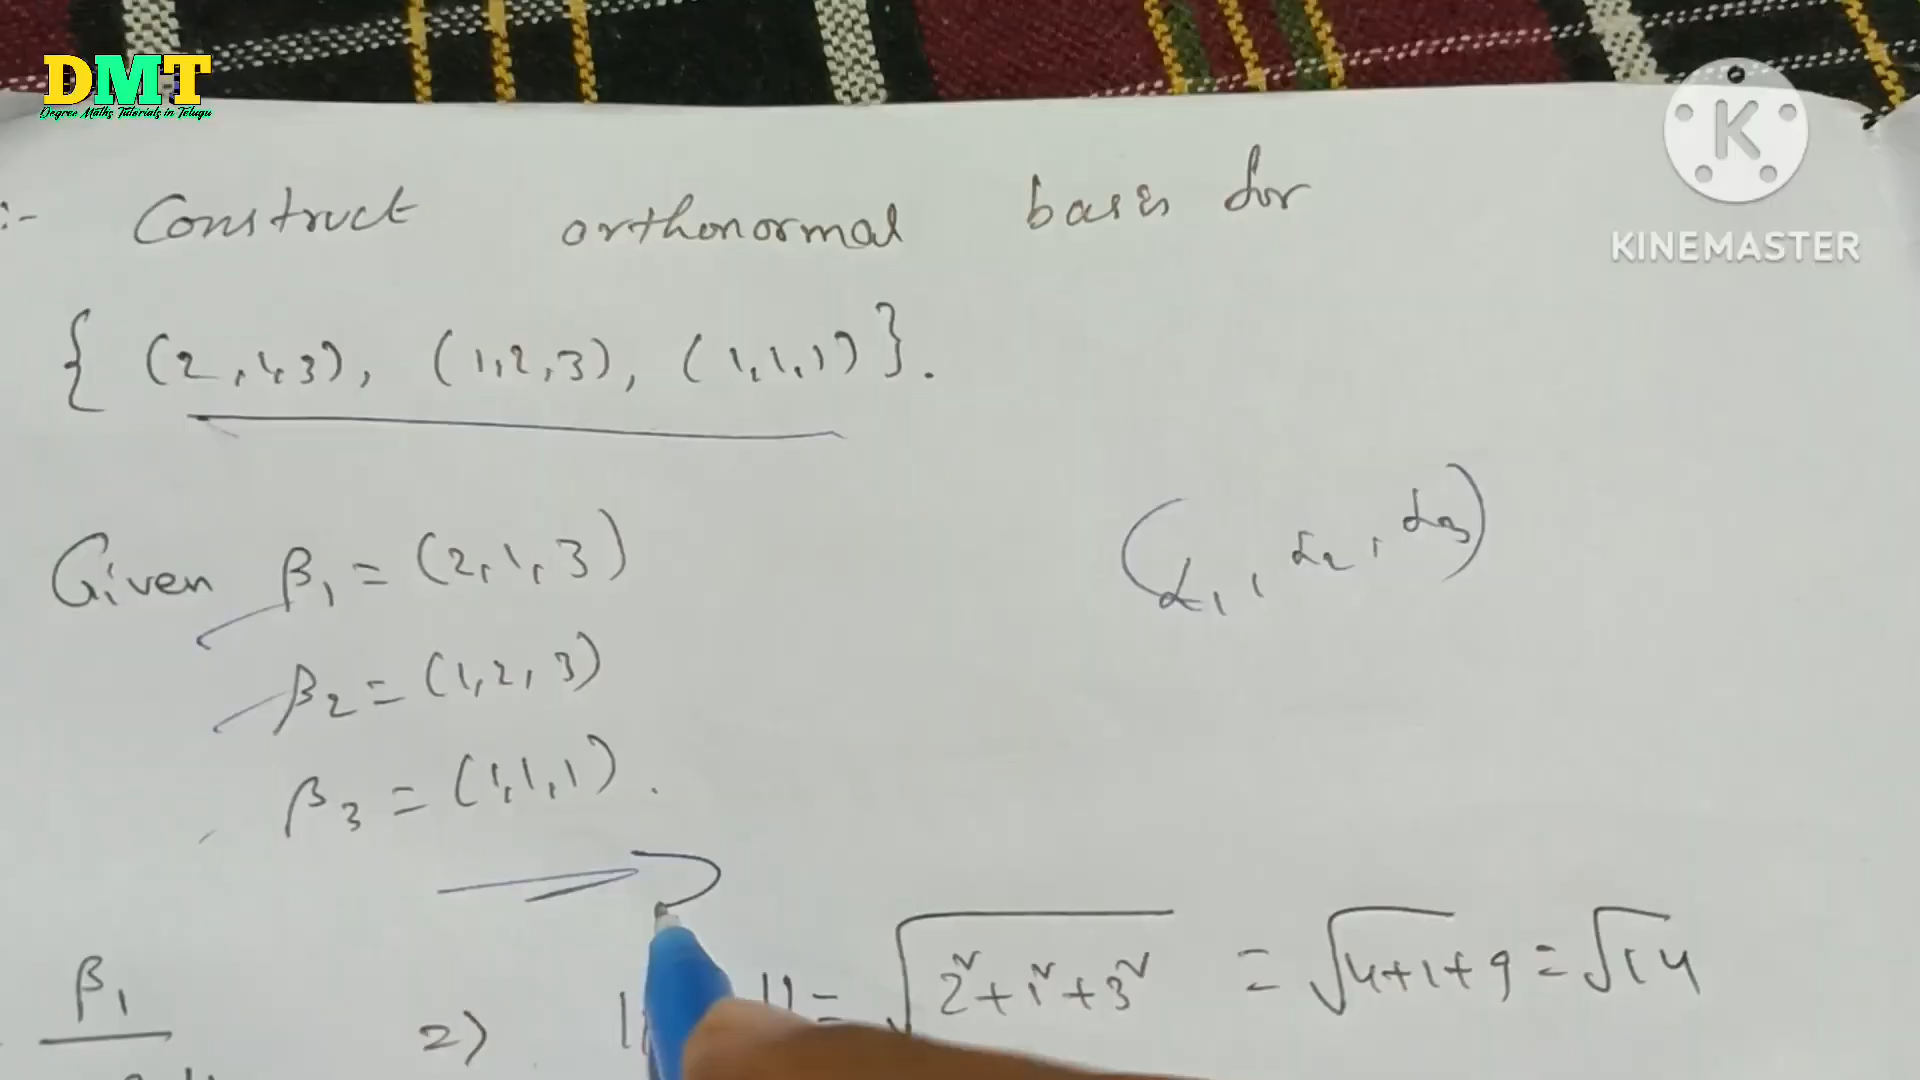 DMT
Degree Maths Tutorials in Telugu
K
KINEMASTER
:- Construct orthonormal basis for
{ (2,1,3), (1,2,3), (1,1,1) }.
(α1, α2, α3)
Given β1 = (2,1,3)
β2 = (1,2,3)
β3 = (1,1,1).
β1
2) || = √2²+1²+3² = √4+1+9 = √14